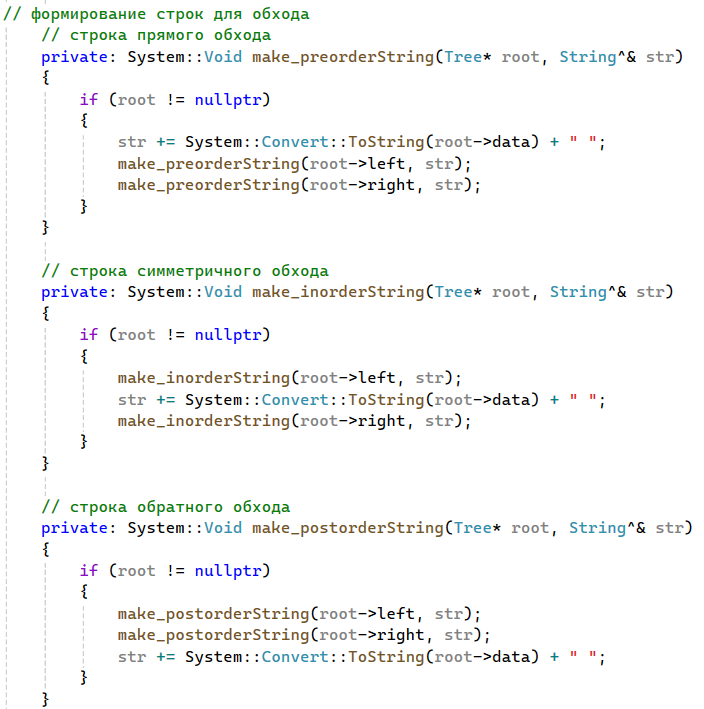 // формирование строк для обхода
// строка прямого обхода
private: System::Void make_preorderString(Tree* root, String^& str)
{
if (root != nullptr)
{
str += System::Convert::ToString(root->data) + " ";
make_preorderString(root->left, str);
make_preorderString(root->right, str);
}
}
// строка симметричного обхода
private: System::Void make_inorderString(Tree* root, String^& str)
{
if (root != nullptr)
{
make_inorderString(root->left, str);
str += System::Convert::ToString(root->data) + " ";
make_inorderString(root->right, str);
}
}
// строка обратного обхода
private: System::Void make_postorderString(Tree* root, String^& str)
{
if (root != nullptr)
{
make_postorderString(root->left, str);
make_postorderString(root->right, str);
str += System::Convert::ToString(root->data) + " ";
}
}